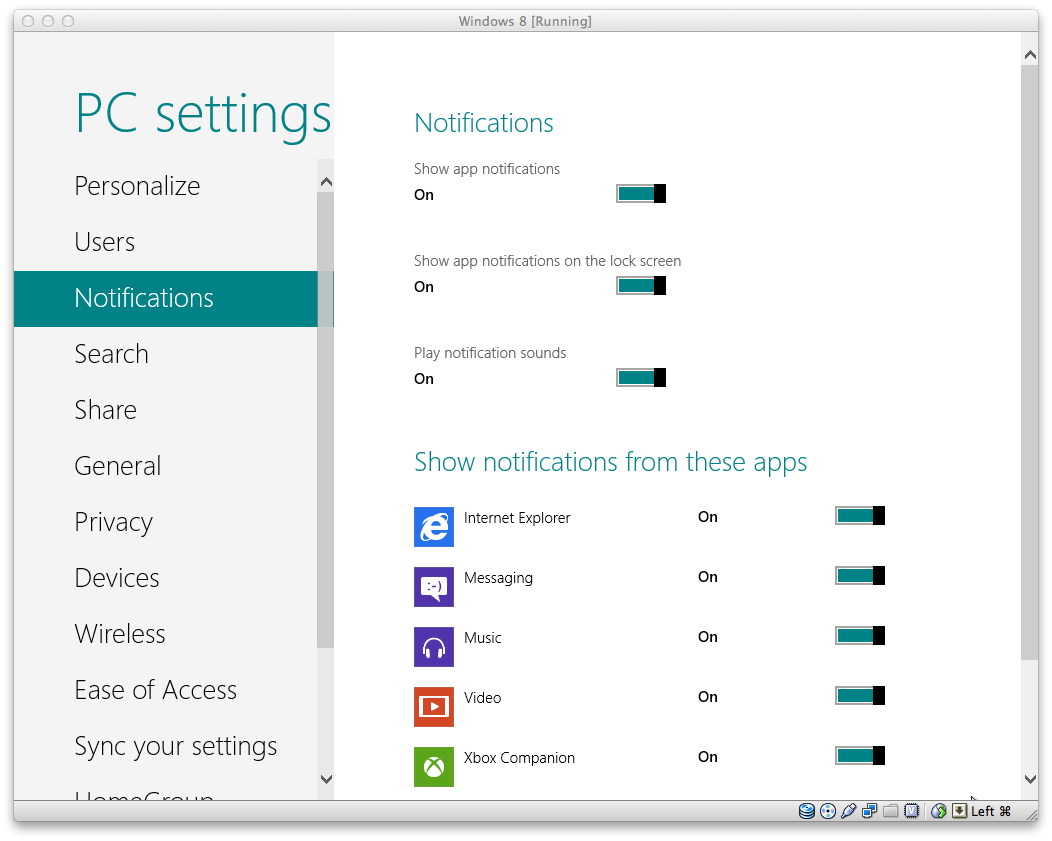 Windows 8 [Running]
PC settings
Personalize
Users
Notifications
Search
Share
General
Privacy
Devices
Wireless
Ease of Access
Sync your settings
HomeGroup
Notifications
Show app notifications
On
Show app notifications on the lock screen
On
Play notification sounds
On
Show notifications from these apps
Internet Explorer On
Messaging On
Music On
Video On
Xbox Companion On
Left ⌘